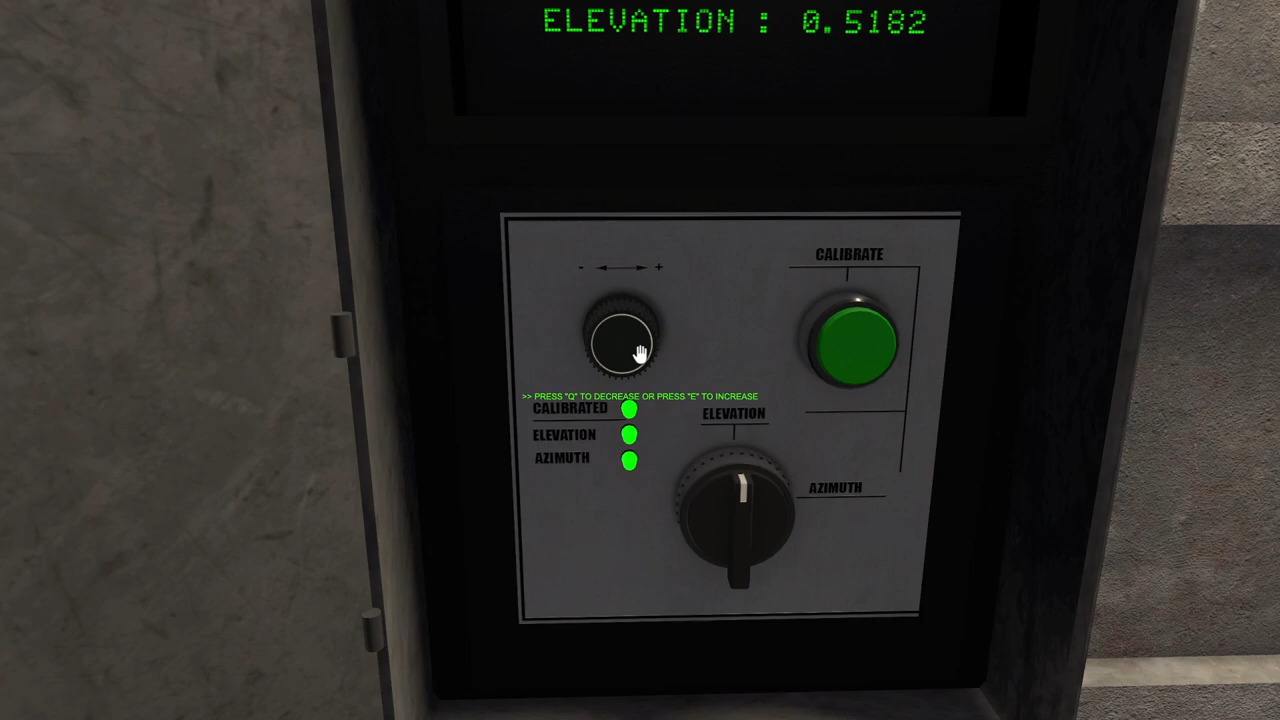 ELEVATION : 0.5182
- +
CALIBRATE
>> PRESS "Q" TO DECREASE OR PRESS "E" TO INCREASE
CALIBRATED
ELEVATION
ELEVATION
AZIMUTH
AZIMUTH